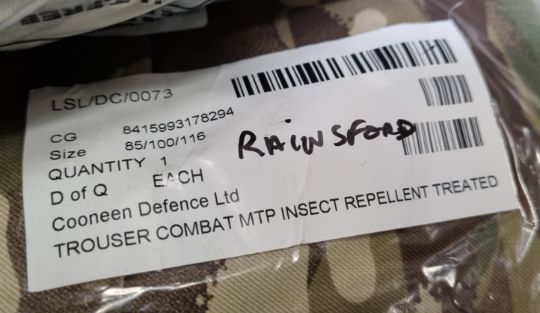 LSL/DC/0073
CG 8415993178294
Size 85/100/116
QUANTITY 1
D of Q EACH
RAINSFORD
Cooneen Defence Ltd
TROUSER COMBAT MTP INSECT REPELLENT TREATED